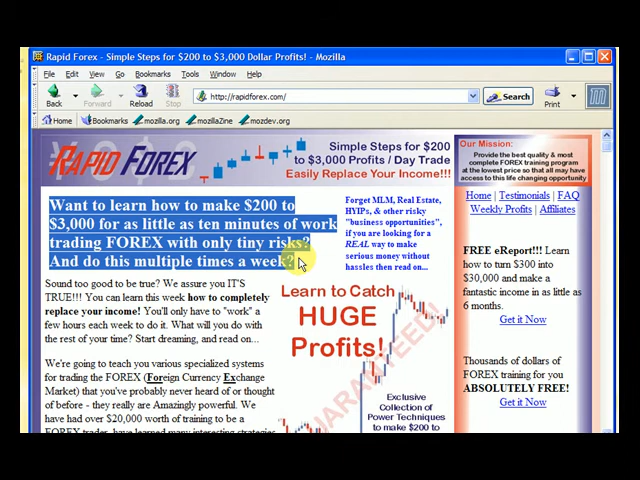 Rapid Forex - Simple Steps for $200 to $3,000 Dollar Profits! - Mozilla
File Edit View Go Bookmarks Tools Window Help
Back Forward Reload Stop http://rapidforex.com/ Search Print
Home Bookmarks mozilla.org mozillaZine mozdev.org
RAPID FOREX
Simple Steps for $200
to $3,000 Profits / Day Trade
Easily Replace Your Income!!!
Want to learn how to make $200 to
$3,000 for as little as ten minutes of work
trading FOREX with only tiny risks?
And do this multiple times a week?
Forget MLM, Real Estate,
HYIPs, & other risky
"business opportunities",
if you are looking for a
REAL way to make
serious money without
hassles then read on...
Sound too good to be true? We assure you IT'S
TRUE!!! You can learn this week how to completely
replace your income! You'll only have to "work" a
few hours each week to do it. What will you do with
the rest of your time? Start dreaming, and read on...
We're going to teach you various specialized systems
for trading the FOREX (Foreign Currency Exchange
Market) that you've probably never heard of or thought
of before - they really are Amazingly powerful. We
have had over $20,000 worth of training to be a
FOREX trader, have learned many interesting strategies
Learn to Catch
HUGE
Profits!
GUARANTEED!
Exclusive
Collection of
Power Techniques
to make $200 to
Our Mission:
Provide the best quality & most
complete FOREX training program
at the lowest price so that all may have
access to this life changing opportunity
Home | Testimonials | FAQ
Weekly Profits | Affiliates
FREE eReport!!! Learn
how to turn $300 into
$30,000 and make a
fantastic income in as little as
6 months.
Get it Now
Thousands of dollars of
FOREX training for you
ABSOLUTELY FREE!
Get it Now